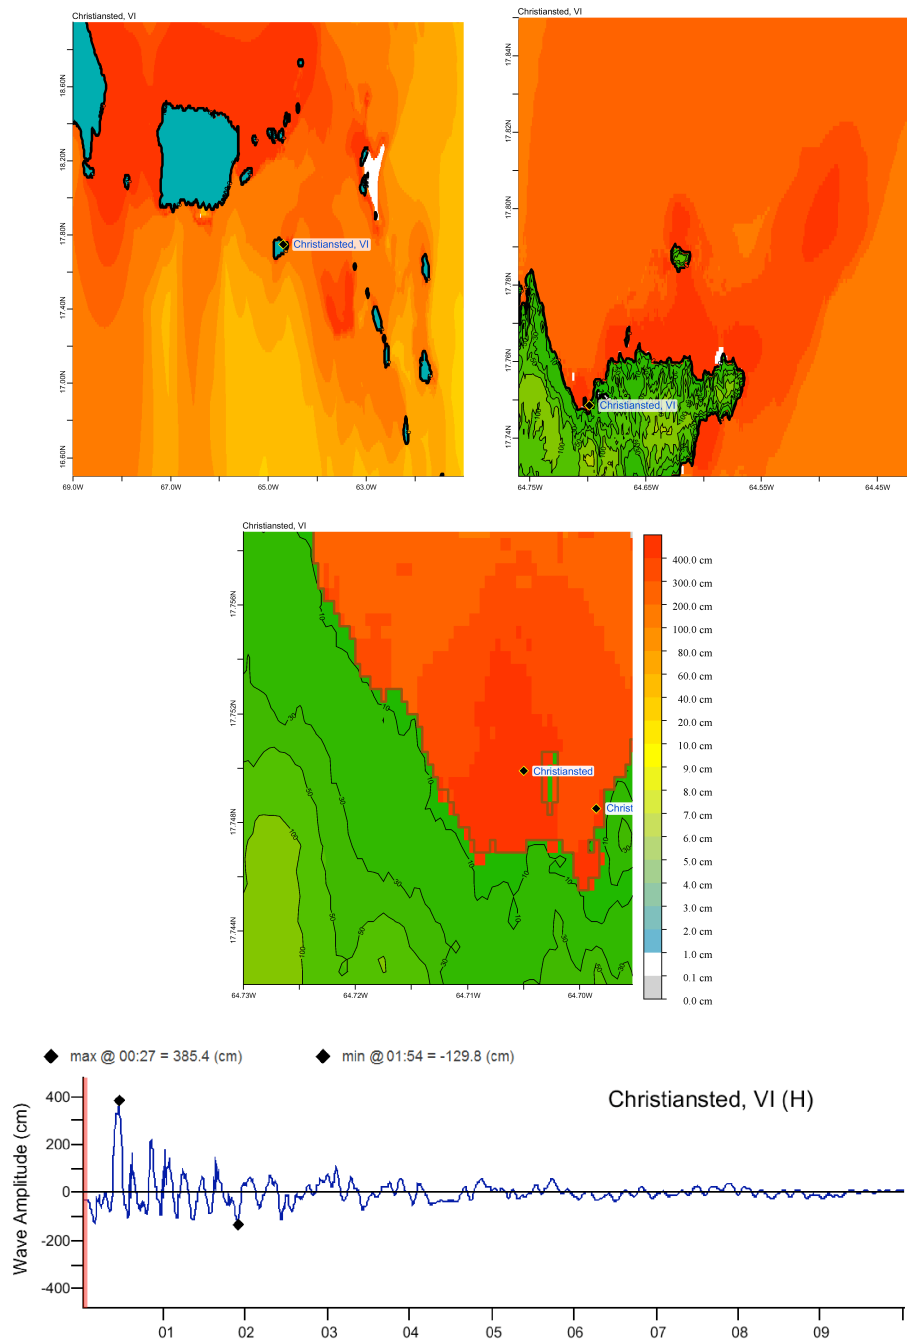 Christiansted, VI
18.60N
18.20N
17.80N
17.40N
17.00N
16.60N
Christiansted, VI
69.0W 67.0W 65.0W 63.0W
Christiansted, VI
17.84N
17.82N
17.80N
17.78N
17.76N
17.74N
Christiansted, VI
64.75W 64.65W 64.55W 64.45W
Christiansted, VI
17.756N
17.752N
17.748N
17.744N
Christiansted
Christ
64.73W 64.72W 64.71W 64.70W
400.0 cm
300.0 cm
200.0 cm
100.0 cm
80.0 cm
60.0 cm
40.0 cm
20.0 cm
10.0 cm
9.0 cm
8.0 cm
7.0 cm
6.0 cm
5.0 cm
4.0 cm
3.0 cm
2.0 cm
1.0 cm
0.1 cm
0.0 cm
max @ 00:27 = 385.4 (cm) min @ 01:54 = -129.8 (cm)
Christiansted, VI (H)
Wave Amplitude (cm)
400
200
0
-200
-400
01 02 03 04 05 06 07 08 09